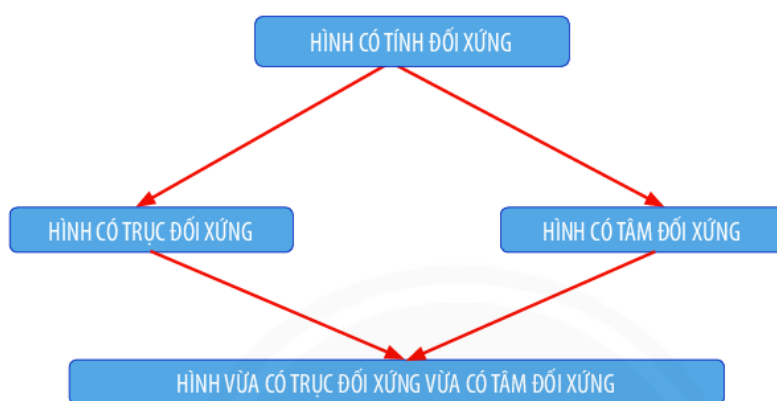 HÌNH CÓ TÍNH ĐỐI XỨNG
HÌNH CÓ TRỤC ĐỐI XỨNG
HÌNH CÓ TÂM ĐỐI XỨNG
HÌNH VỪA CÓ TRỤC ĐỐI XỨNG VỪA CÓ TÂM ĐỐI XỨNG